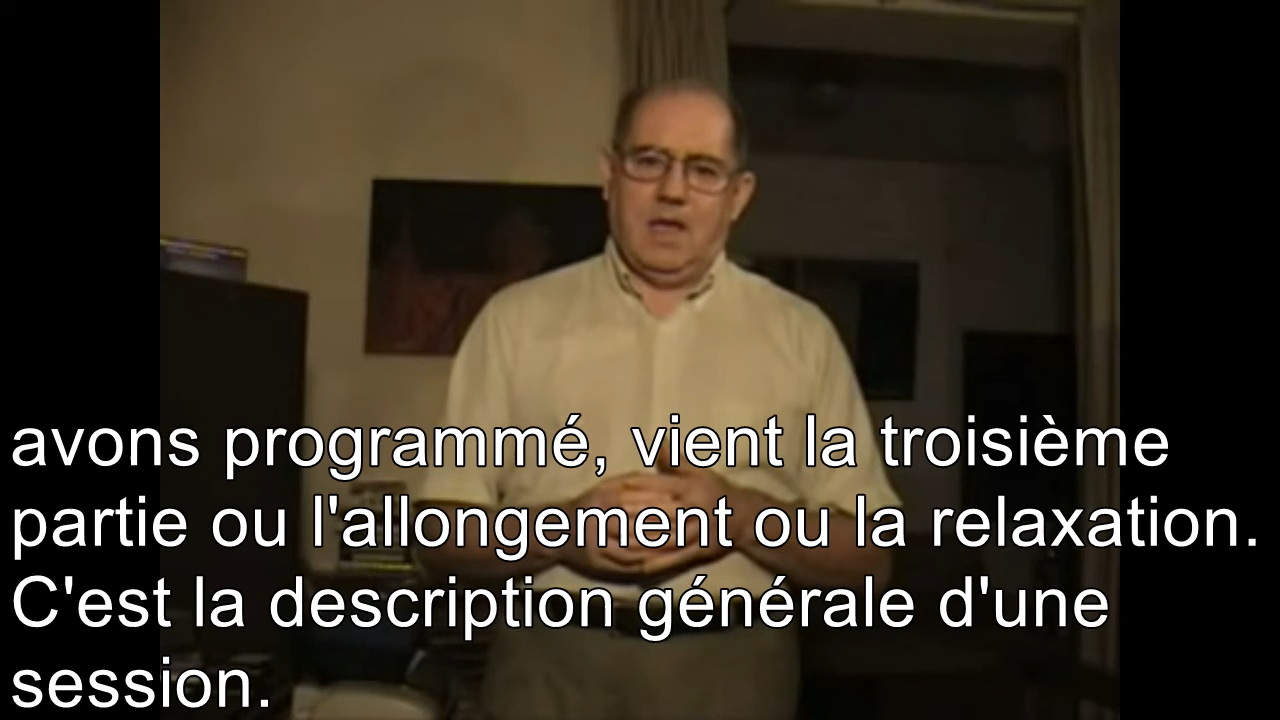 avons programmé, vient la troisième
partie ou l'allongement ou la relaxation.
C'est la description générale d'une
session.